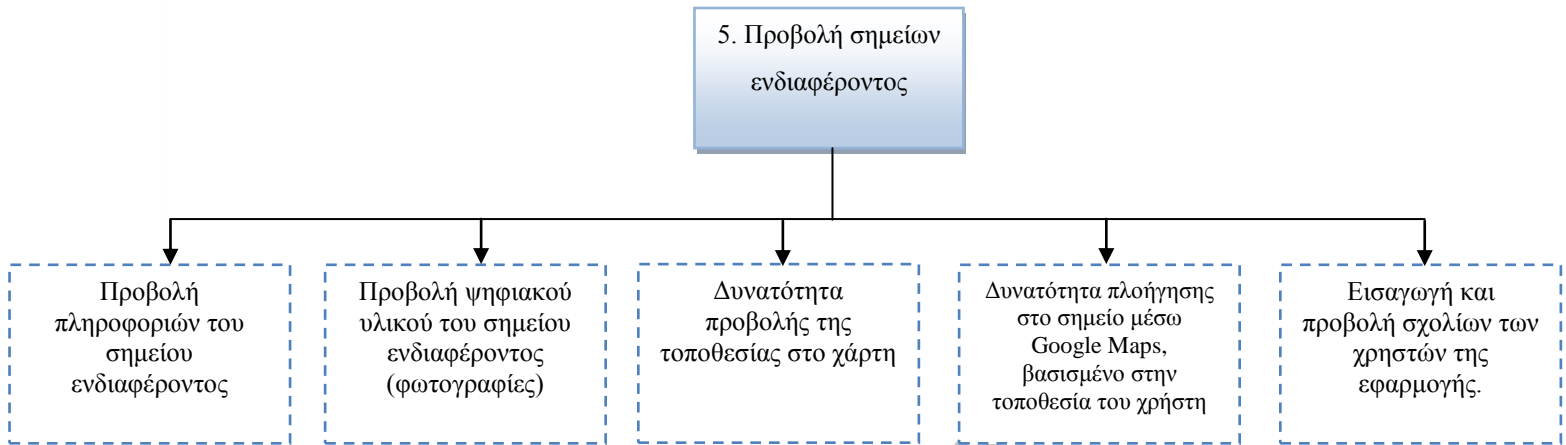 5. Προβολή σημείων
ενδιαφέροντος
Προβολή
πληροφοριών του
σημείου
ενδιαφέροντος
Προβολή ψηφιακού
υλικού του σημείου
ενδιαφέροντος
(φωτογραφίες)
Δυνατότητα
προβολής της
τοποθεσίας στο χάρτη
Δυνατότητα πλοήγησης
στο σημείο μέσω
Google Maps,
βασισμένο στην
τοποθεσία του χρήστη
Εισαγωγή και
προβολή σχολίων των
χρηστών της
εφαρμογής.